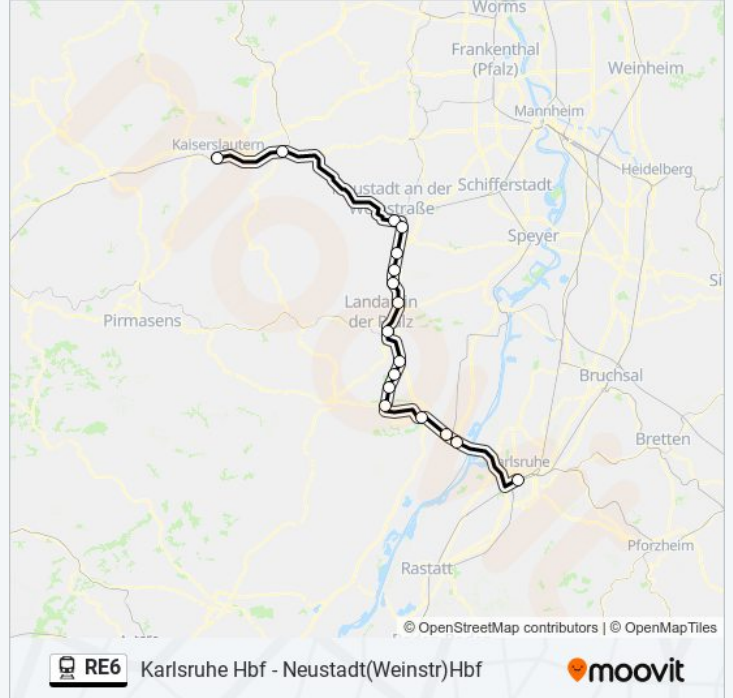 Worms
Frankenthal
(Pfalz)
Weinheim
Mannheim
Kaiserslautern
Heidelberg
Neustadt an der
Weinstraße
Schifferstadt
Speyer
Si
Landau in
der Pfalz
Pirmasens
Bruchsal
Bretten
Karlsruhe
Pforzheim
Rastatt
© OpenStreetMap contributors | © OpenMapTiles
RE6
Karlsruhe Hbf - Neustadt(Weinstr)Hbf
moovit